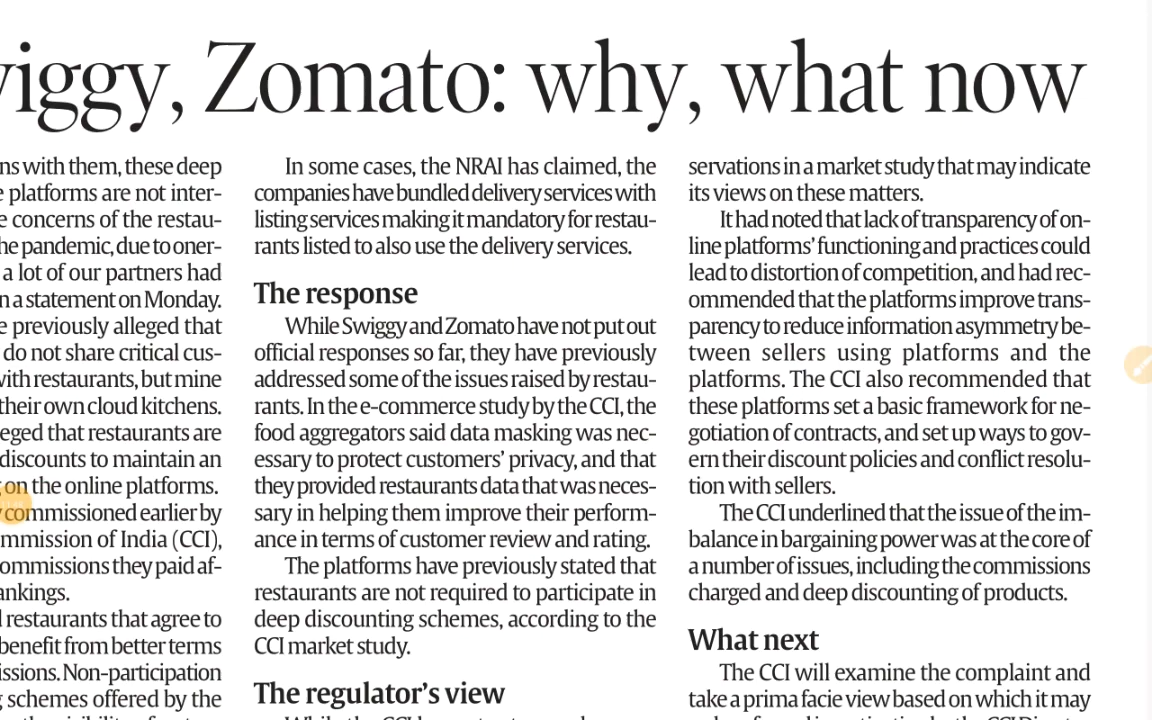 iggy, Zomato: why, what now
ns with them, these deep
platforms are not inter-
concerns of the restau-
he pandemic, due to oner-
a lot of our partners had
n a statement on Monday.
previously alleged that
do not share critical cus-
with restaurants, but mine
their own cloud kitchens.
eged that restaurants are
discounts to maintain an
on the online platforms.
commissioned earlier by
mmission of India (CCI),
ommissions they paid af-
ankings.
restaurants that agree to
benefit from better terms
issions. Non-participation
schemes offered by the
In some cases, the NRAI has claimed, the
companies have bundled delivery services with
listing services making it mandatory for restau-
rants listed to also use the delivery services.
The response
While Swiggy and Zomato have not put out
official responses so far, they have previously
addressed some of the issues raised by restau-
rants. In the e-commerce study by the CCI, the
food aggregators said data masking was nec-
essary to protect customers’ privacy, and that
they provided restaurants data that was neces-
sary in helping them improve their perform-
ance in terms of customer review and rating.
The platforms have previously stated that
restaurants are not required to participate in
deep discounting schemes, according to the
CCI market study.
The regulator’s view
servations in a market study that may indicate
its views on these matters.
It had noted that lack of transparency of on-
line platforms’ functioning and practices could
lead to distortion of competition, and had rec-
ommended that the platforms improve trans-
parency to reduce information asymmetry be-
tween sellers using platforms and the
platforms. The CCI also recommended that
these platforms set a basic framework for ne-
gotiation of contracts, and set up ways to gov-
ern their discount policies and conflict resolu-
tion with sellers.
The CCI underlined that the issue of the im-
balance in bargaining power was at the core of
a number of issues, including the commissions
charged and deep discounting of products.
What next
The CCI will examine the complaint and
take a prima facie view based on which it may